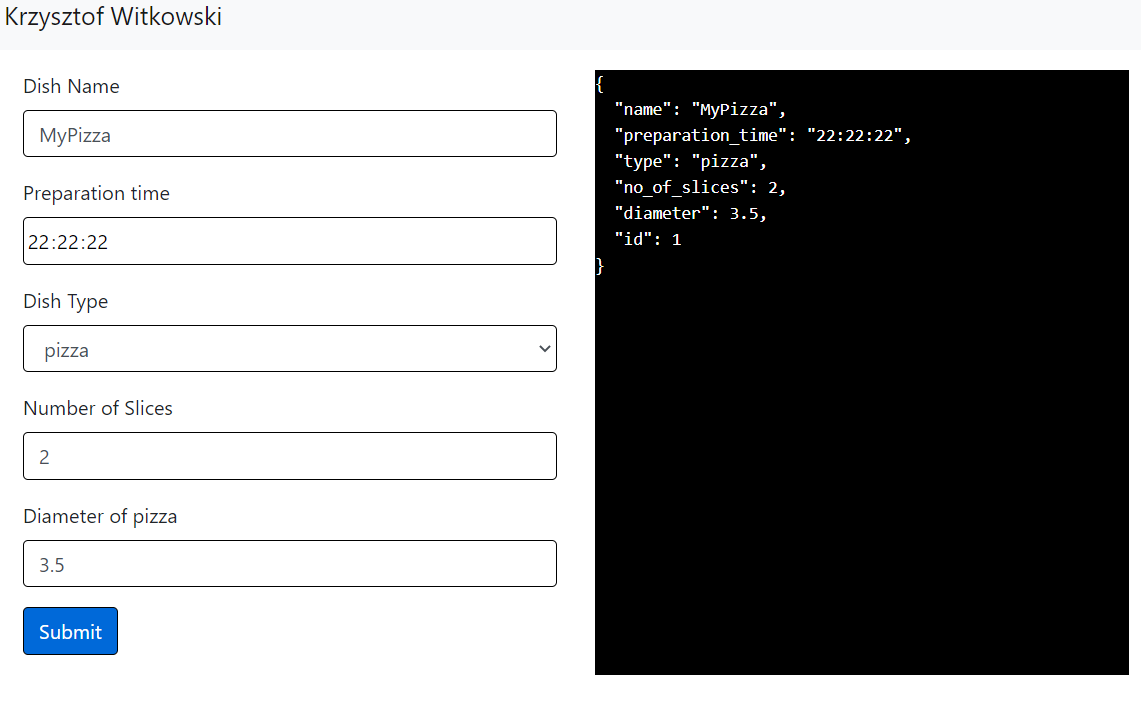 Krzysztof Witkowski
Dish Name
MyPizza
Preparation time
22:22:22
Dish Type
pizza
Number of Slices
2
Diameter of pizza
3.5
Submit
{
  "name": "MyPizza",
  "preparation_time": "22:22:22",
  "type": "pizza",
  "no_of_slices": 2,
  "diameter": 3.5,
  "id": 1
}